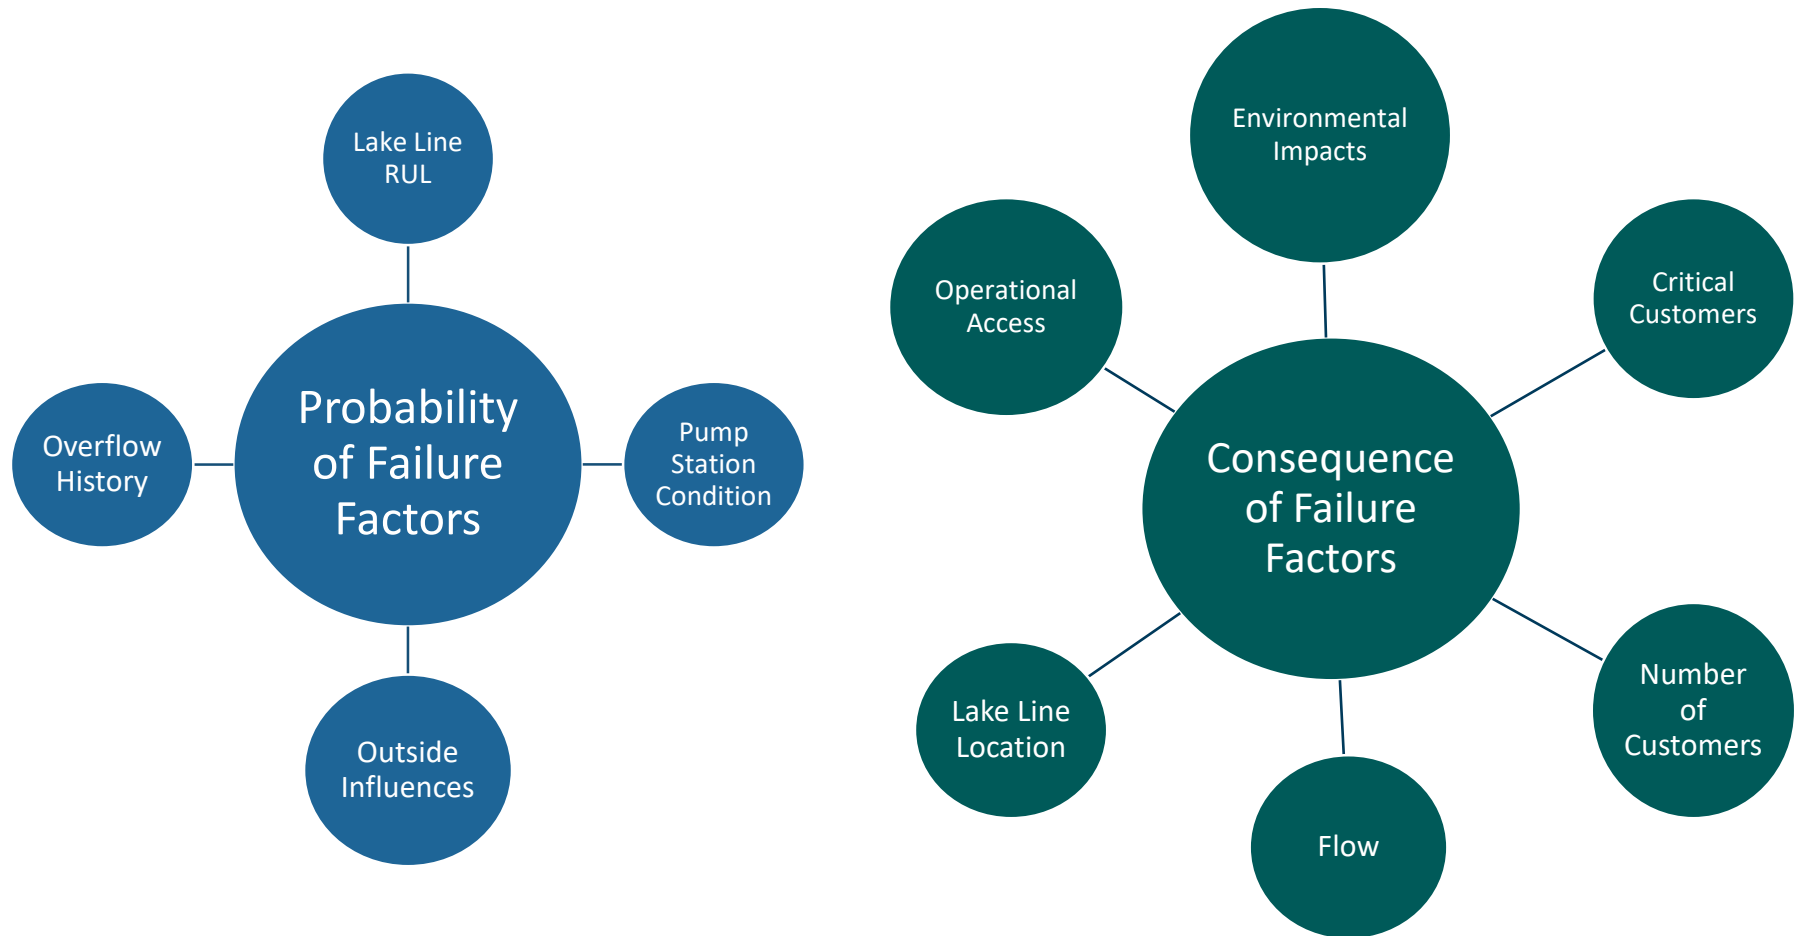 Lake Line
RUL
Probability
of Failure
Factors
Overflow
History
Pump
Station
Condition
Outside
Influences
Environmental
Impacts
Operational
Access
Critical
Customers
Consequence
of Failure
Factors
Lake Line
Location
Number
of
Customers
Flow